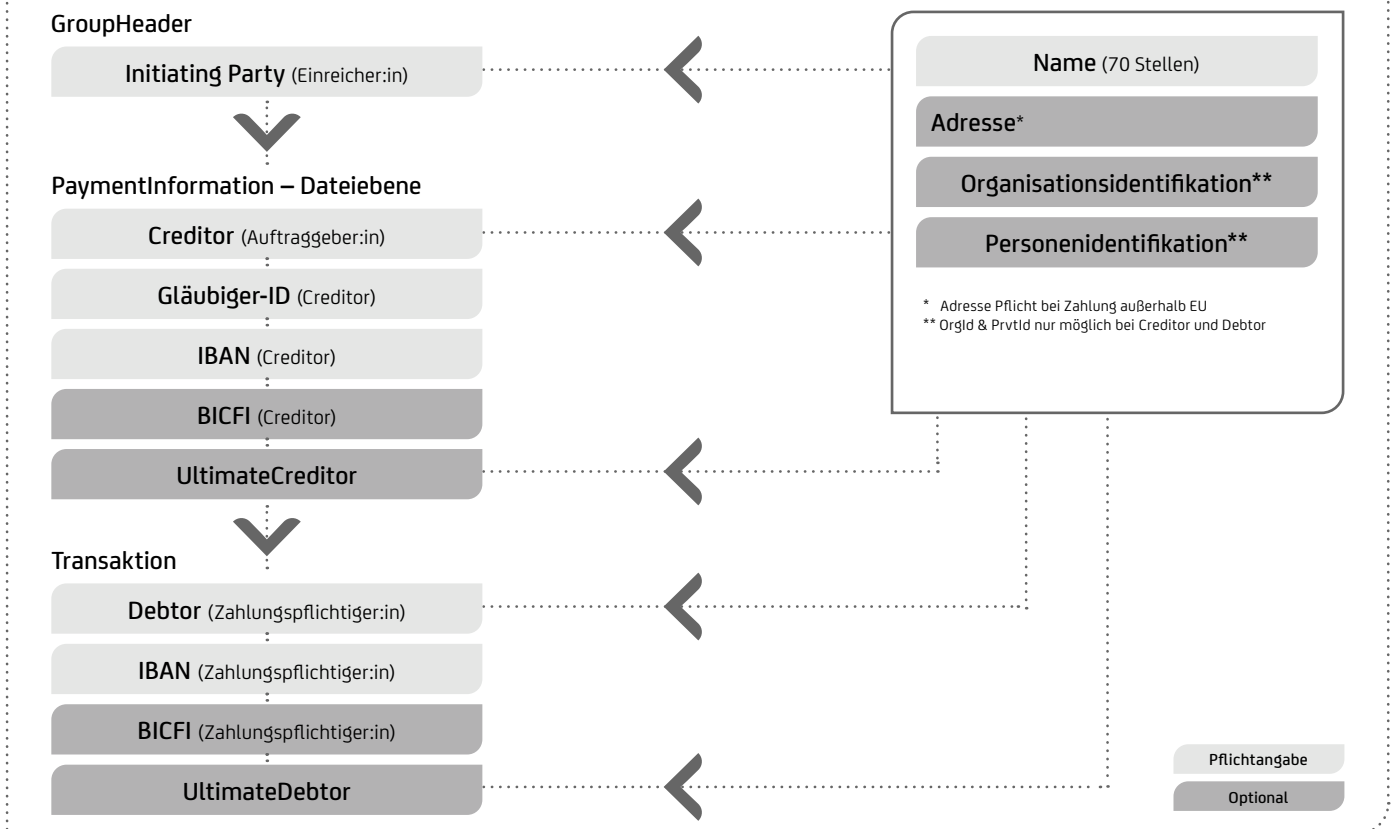 GroupHeader
Initiating Party (Einreicher:in)
PaymentInformation – Dateiebene
Creditor (Auftraggeber:in)
Gläubiger-ID (Creditor)
IBAN (Creditor)
BICFI (Creditor)
UltimateCreditor
Transaktion
Debtor (Zahlungspflichtiger:in)
IBAN (Zahlungspflichtiger:in)
BICFI (Zahlungspflichtiger:in)
UltimateDebtor
Name (70 Stellen)
Adresse*
Organisationsidentifikation**
Personenidentifikation**
* Adresse Pflicht bei Zahlung außerhalb EU
** OrgId & PrvtId nur möglich bei Creditor und Debtor
Pflichtangabe
Optional